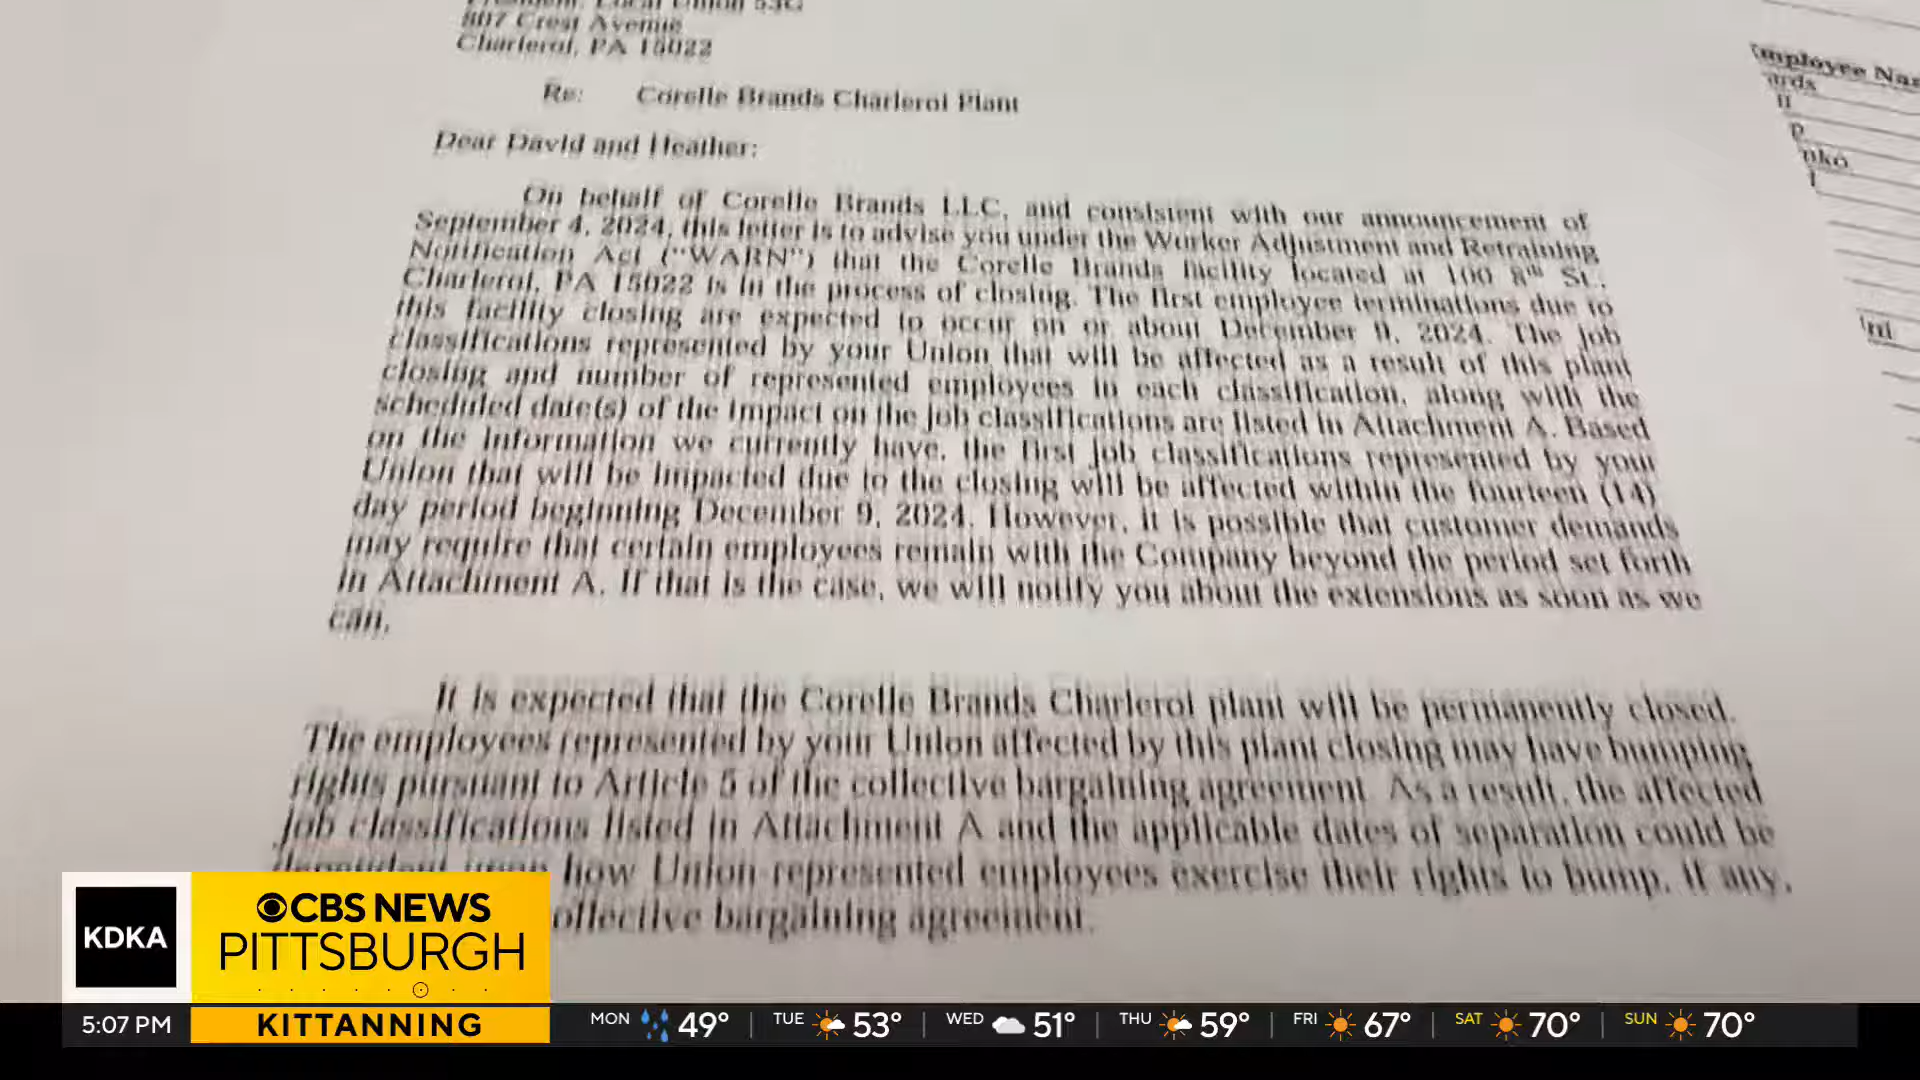 President, Local Union 53G
807 Crest Avenue
Charleroi, PA 15022
Re: Corelle Brands Charleroi Plant
Dear David and Heather:
On behalf of Corelle Brands LLC, and consistent with our announcement of
September 4, 2024, this letter is to advise you under the Worker Adjustment and Retraining
Notification Act ("WARN") that the Corelle Brands facility located at 100 8th St.,
Charleroi, PA 15022 is in the process of closing. The first employee terminations due to
this facility closing are expected to occur on or about December 9, 2024. The job
classifications represented by your Union that will be affected as a result of this plant
closing and number of represented employees in each classification, along with the
scheduled date(s) of the impact on the job classifications are listed in Attachment A. Based
on the information we currently have, the first job classifications represented by your
Union that will be impacted due to the closing will be affected within the fourteen (14)
day period beginning December 9, 2024. However, it is possible that customer demands
may require that certain employees remain with the Company beyond the period set forth
in Attachment A. If that is the case, we will notify you about the extensions as soon as we
can.
It is expected that the Corelle Brands Charleroi plant will be permanently closed.
The employees represented by your Union affected by this plant closing may have bumping
rights pursuant to Article 5 of the collective bargaining agreement. As a result, the affected
job classifications listed in Attachment A and the applicable dates of separation could be
dependent upon how Union-represented employees exercise their rights to bump, if any,
ollective bargaining agreement.
mployee Na
ards
ll
p
nko
KDKA
CBS NEWS
PITTSBURGH
5:07 PM
KITTANNING
MON 49° TUE 53° WED 51° THU 59° FRI 67° SAT 70° SUN 70°